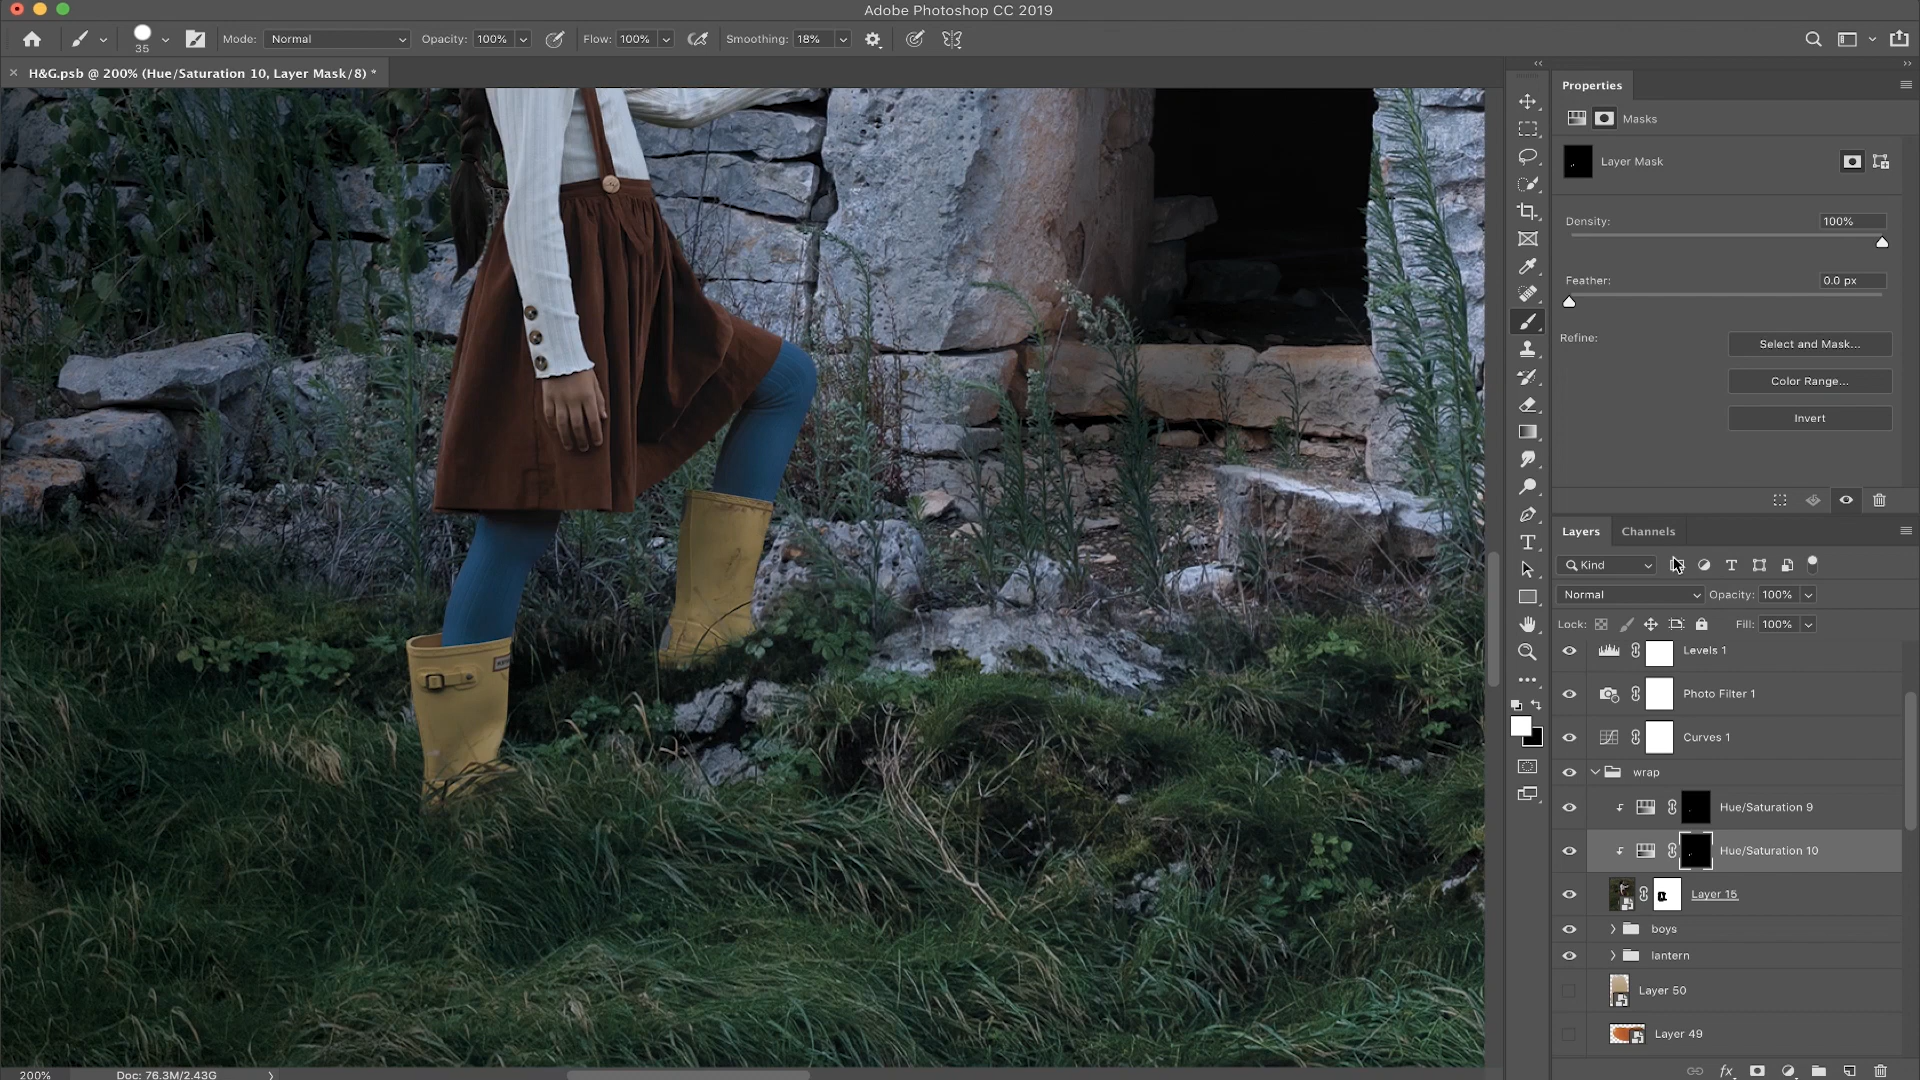 Adobe Photoshop CC 2019
35 Mode: Normal Opacity: 100% Flow: 100% Smoothing: 18%
H&G.psb @ 200% (Hue/Saturation 10, Layer Mask/8) *
Properties
Masks
Layer Mask
Density: 100%
Feather: 0.0 px
Refine: Select and Mask...
Color Range...
Invert
Layers Channels
Kind
Normal Opacity: 100%
Lock: Fill: 100%
Levels 1
Photo Filter 1
Curves 1
wrap
Hue/Saturation 9
Hue/Saturation 10
Layer 15
boys
lantern
Layer 50
Layer 49
200% Doc: 76.3M/2.43G
fx